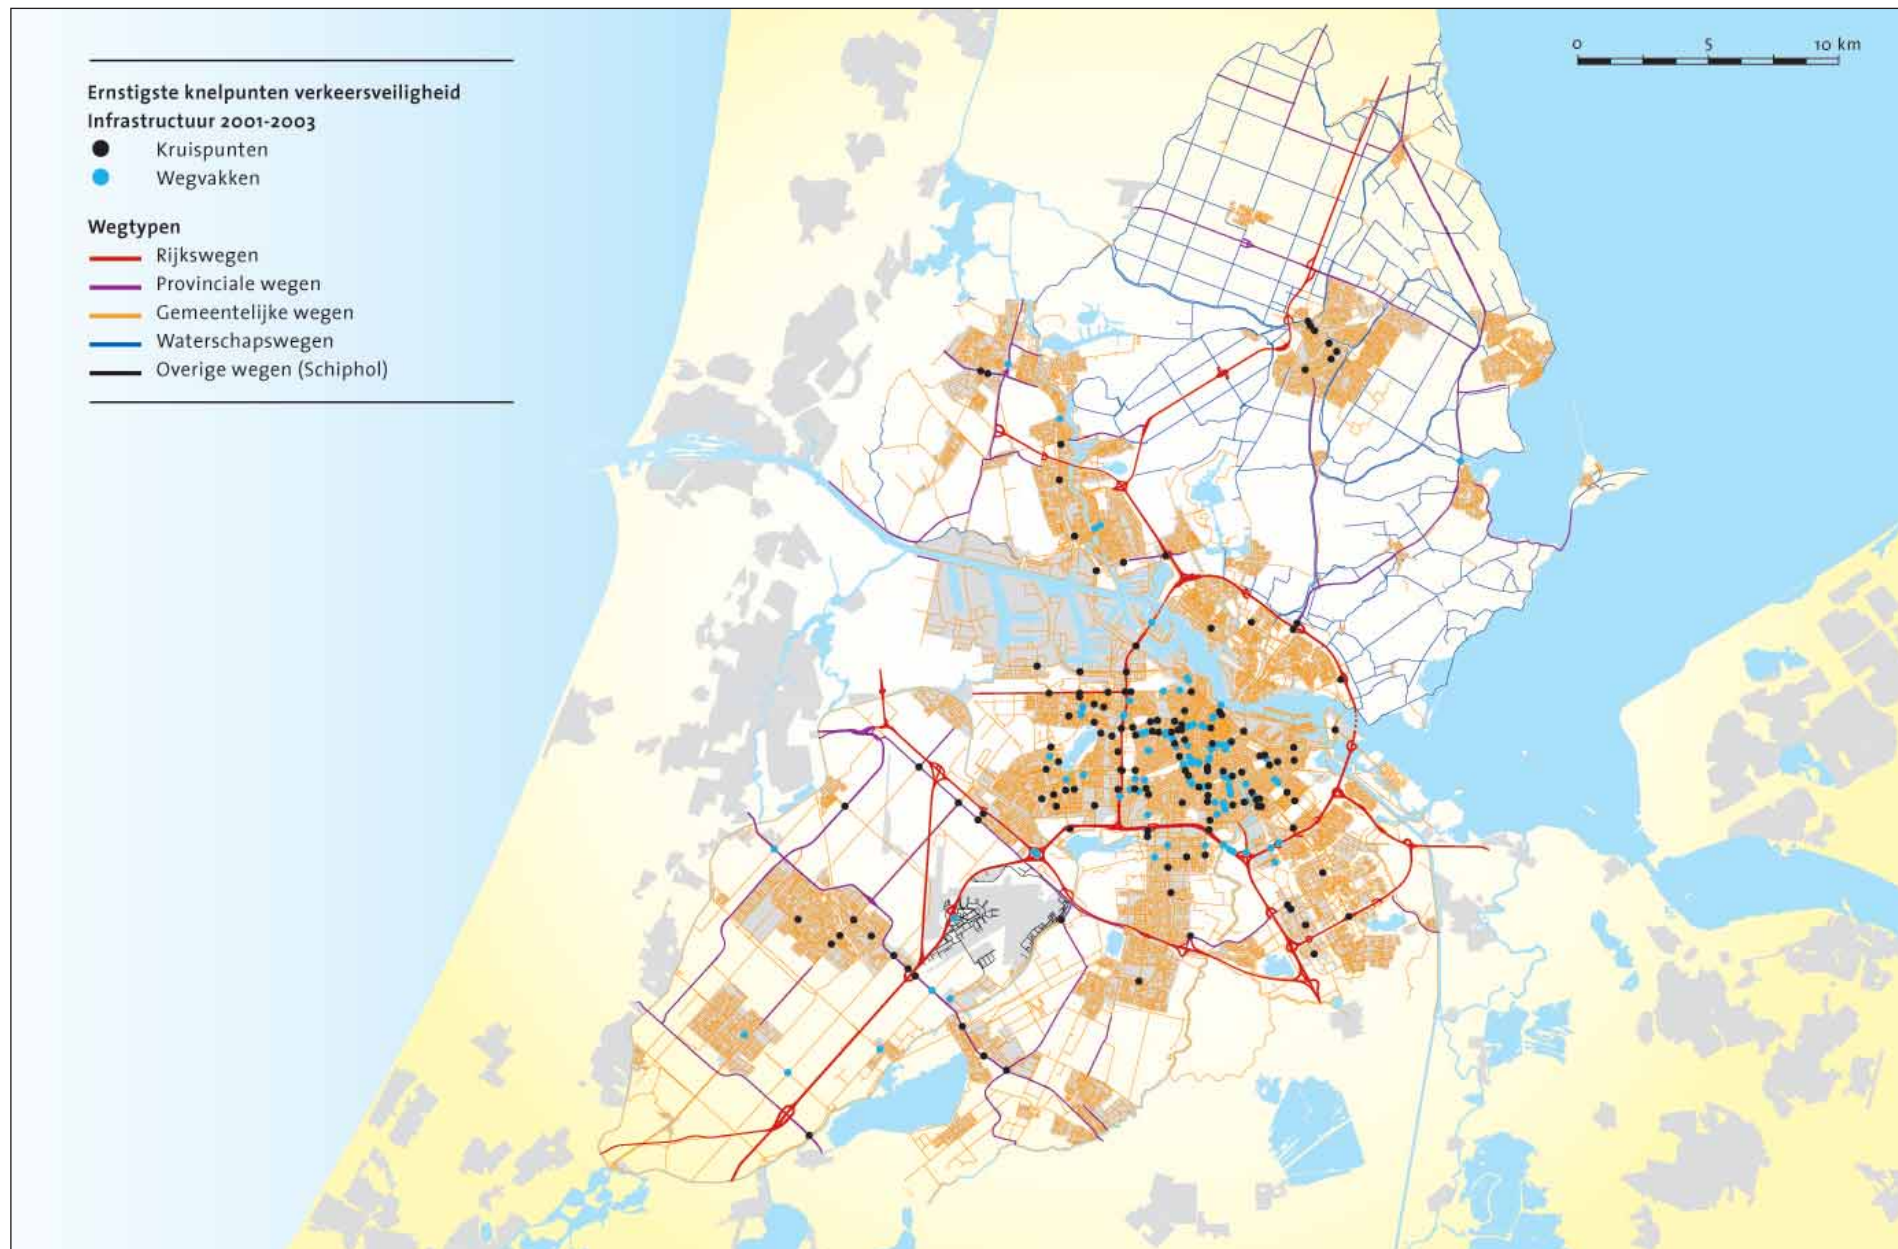 Ernstigste knelpunten verkeersveiligheid
Infrastructuur 2001-2003
Kruispunten
Wegvakken
Wegtypen
Rijkswegen
Provinciale wegen
Gemeentelijke wegen
Waterschapswegen
Overige wegen (Schiphol)
0 5 10 km